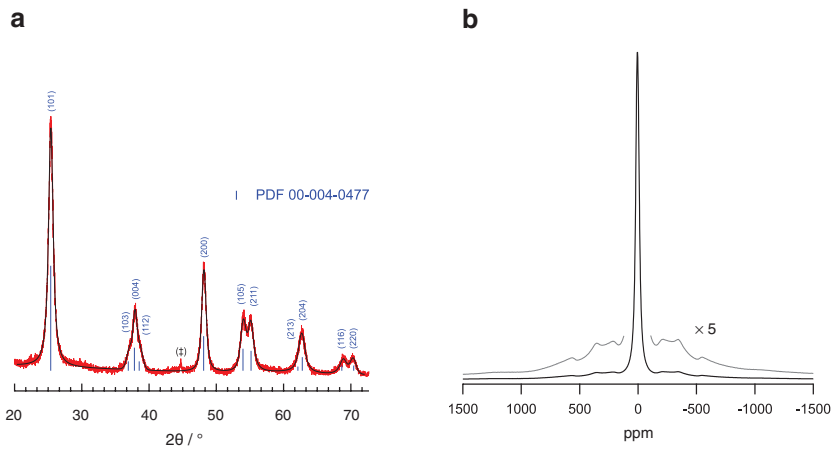 a
(101)
PDF 00-004-0477
(200)
(004)
(105)
(211)
(103)
(112)
(213)
(204)
(‡)
(116)
(220)
20 30 40 50 60 70
2θ / °
b
× 5
1500 1000 500 0 -500 -1000 -1500
ppm